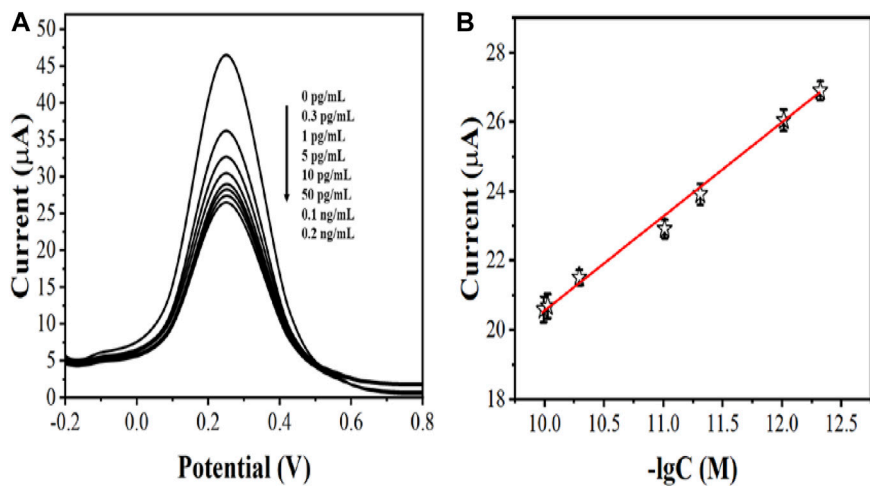 A
50
45
40
35
30
25
20
15
10
5
0
Current (μA)
-0.2
0.0
0.2
0.4
0.6
0.8
Potential (V)
0 pg/mL
0.3 pg/mL
1 pg/mL
5 pg/mL
10 pg/mL
50 pg/mL
0.1 ng/mL
0.2 ng/mL
B
28
26
24
22
20
18
Current (μA)
10.0
10.5
11.0
11.5
12.0
12.5
-lgC (M)